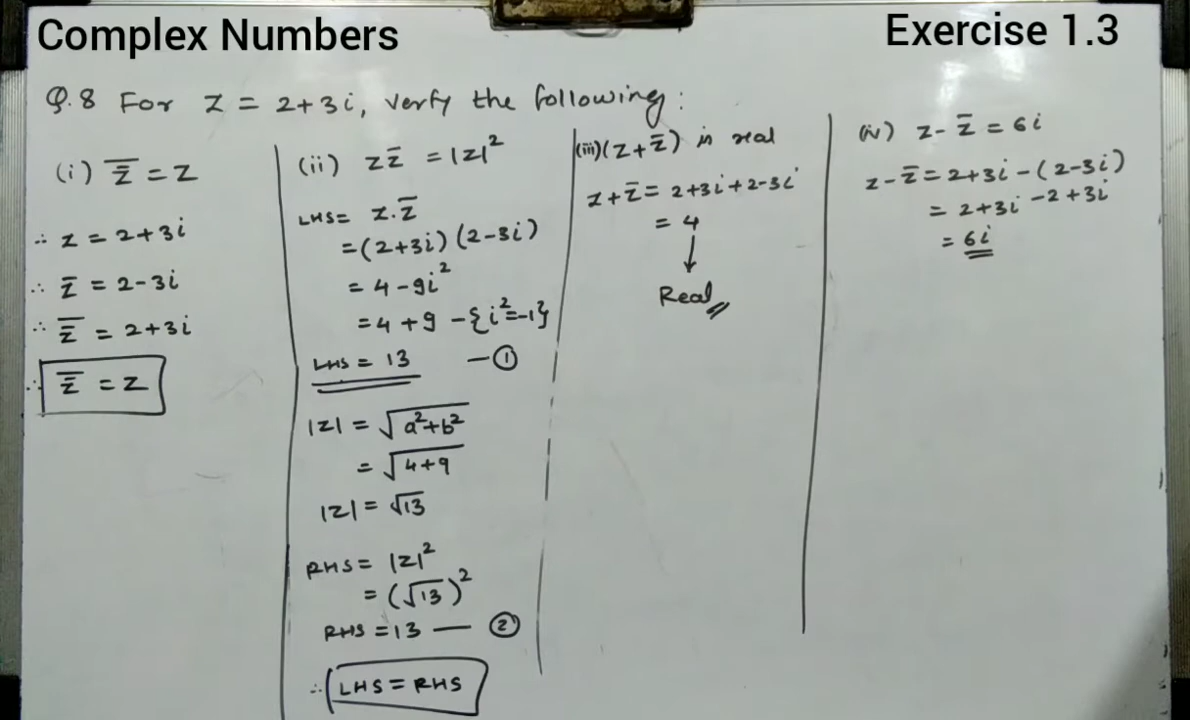 Complex Numbers
Exercise 1.3
Q.8 For z = 2+3i, verfy the following:
(i) z̿ = z
∴ z = 2+3i
∴ z̄ = 2-3i
∴ z̿ = 2+3i
∴ z̿ = z
(ii) z z̄ = |z|²
LHS = z.z̄
= (2+3i)(2-3i)
= 4 - 9i²
= 4 + 9 - {i²=-1}
LHS = 13 — ①
|z| = √(a²+b²)
= √(4+9)
|z| = √13
RHS = |z|²
= (√13)²
RHS = 13 — ②
∴ LHS = RHS
(iii) (z+z̄) is real
z+z̄ = 2+3i+2-3i
= 4
↓
Real
(iv) z - z̄ = 6i
z - z̄ = 2+3i - (2-3i)
= 2+3i -2+3i
= 6i